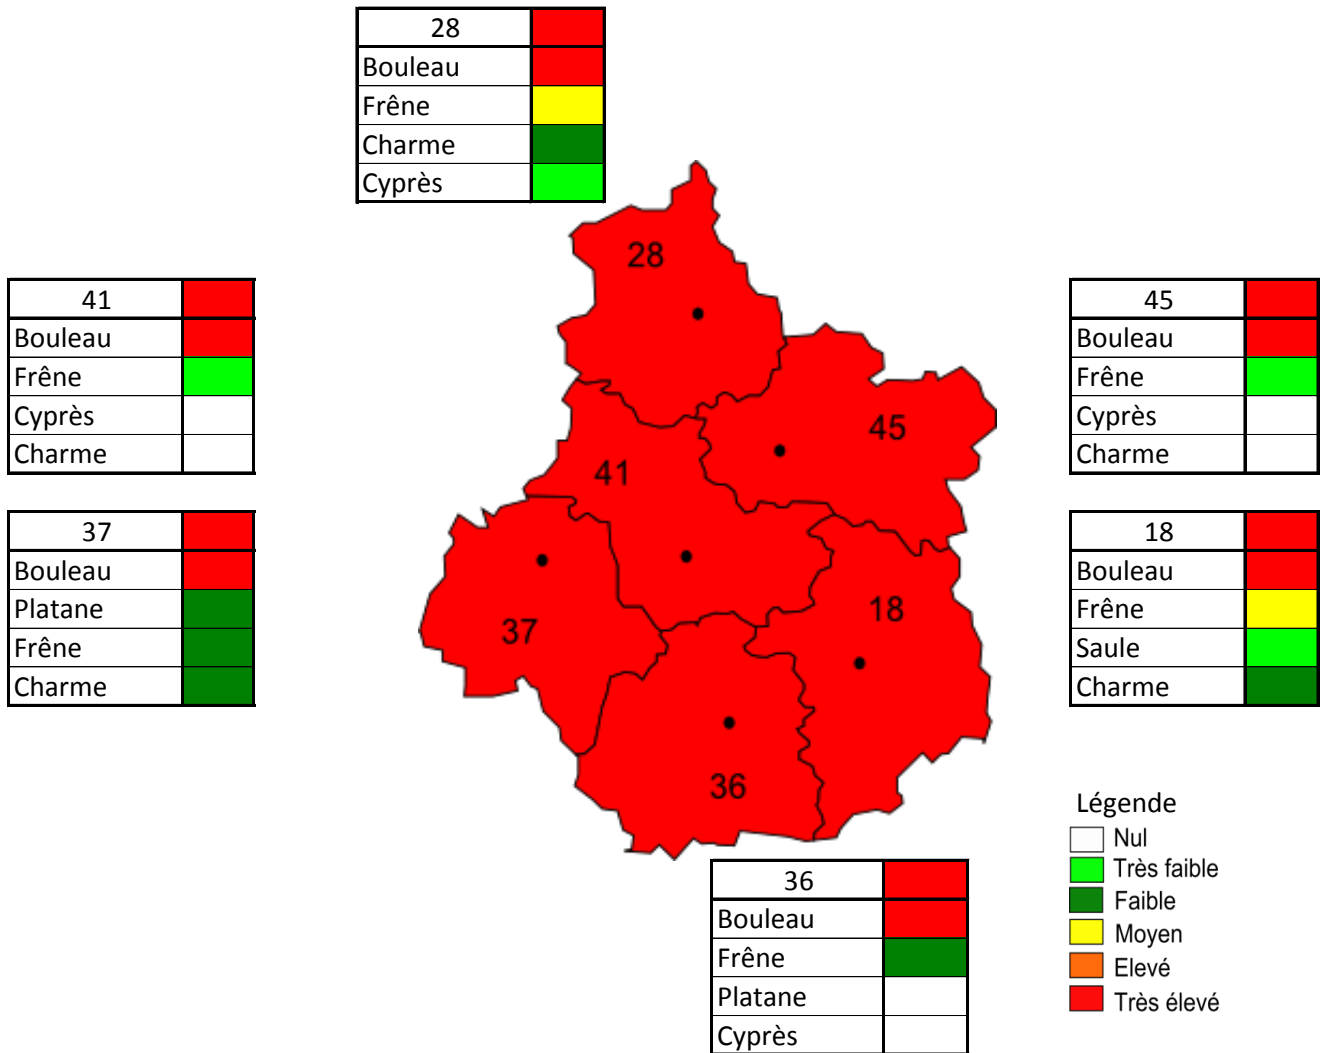 28
Bouleau
Frêne
Charme
Cyprès
28
41
Bouleau
Frêne
Cyprès
Charme
45
Bouleau
Frêne
Cyprès
Charme
45
41
37
Bouleau
Platane
Frêne
Charme
18
Bouleau
Frêne
Saule
Charme
18
37
36
Légende
Nul
Très faible
Faible
Moyen
Elevé
Très élevé
36
Bouleau
Frêne
Platane
Cyprès